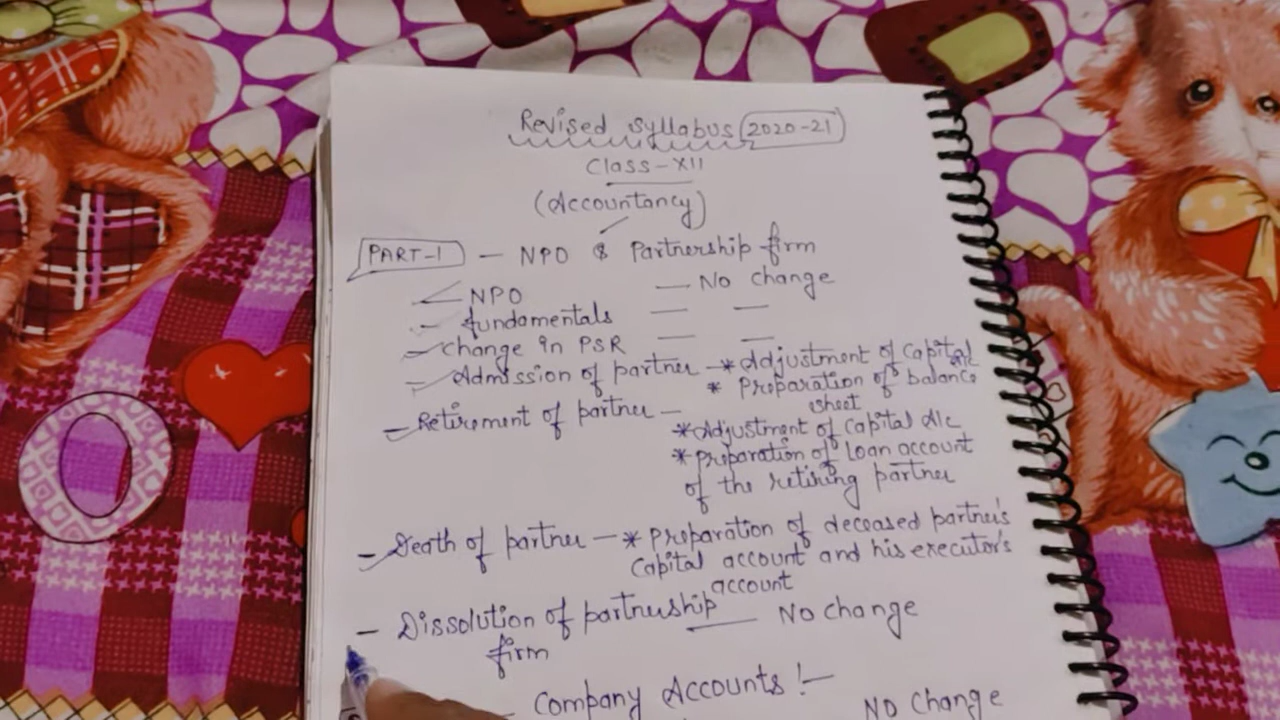 Revised Syllabus 2020-21
Class-XII
(Accountancy)
PART-1 — NPO & Partnership firm
NPO — No change
fundamentals — —
change in PSR — —
Admission of partner — * Adjustment of capital A/c
* Preparation of balance
sheet
Retirement of partner —
* Adjustment of capital A/c
* Preparation of loan account
of the retiring partner
Death of partner — * Preparation of deceased partner's
capital account and his executor's
account
- Dissolution of partnership — No change
firm
Company Accounts :-
NO Change